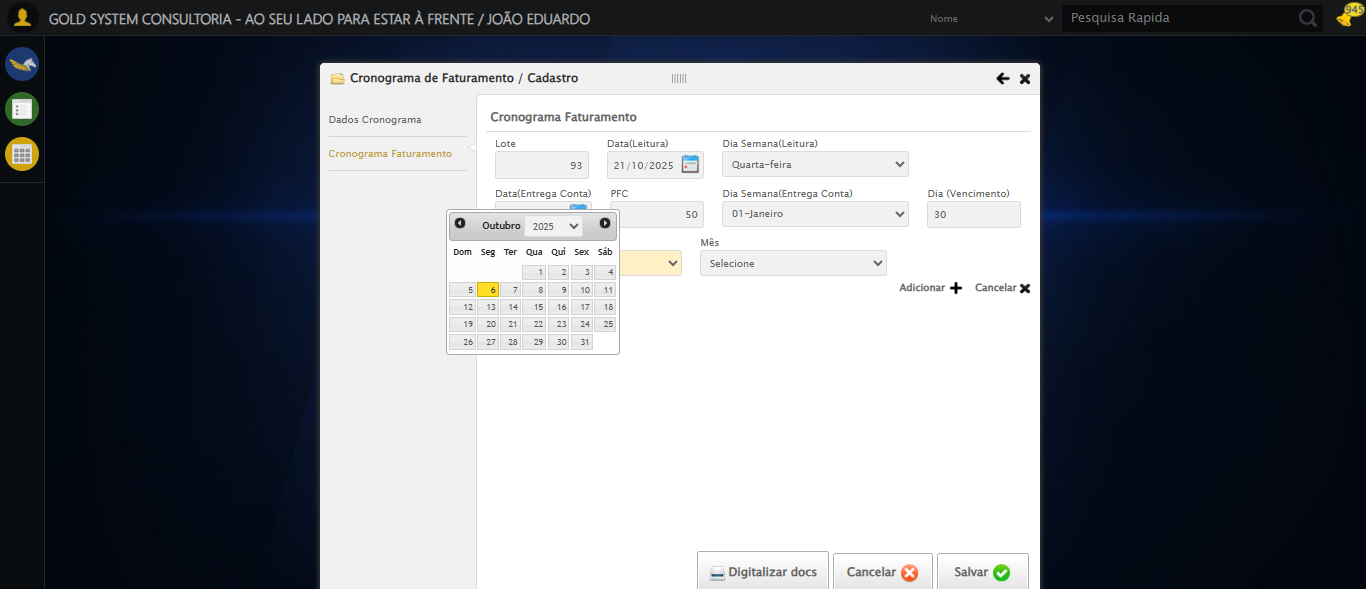 GOLD SYSTEM CONSULTORIA - AO SEU LADO PARA ESTAR À FRENTE / JOÃO EDUARDO
Nome
Pesquisa Rapida
945
Cronograma de Faturamento / Cadastro
Dados Cronograma
Cronograma Faturamento
Cronograma Faturamento
Lote Data(Leitura) Dia Semana(Leitura)
93 21/10/2025 Quarta-feira
Data(Entrega Conta) PFC Dia Semana(Entrega Conta) Dia (Vencimento)
50 01-Janeiro 30
Mês
Selecione
Adicionar Cancelar
Outubro 2025
Dom Seg Ter Qua Qui Sex Sáb
1 2 3 4
5 6 7 8 9 10 11
12 13 14 15 16 17 18
19 20 21 22 23 24 25
26 27 28 29 30 31
Digitalizar docs Cancelar Salvar